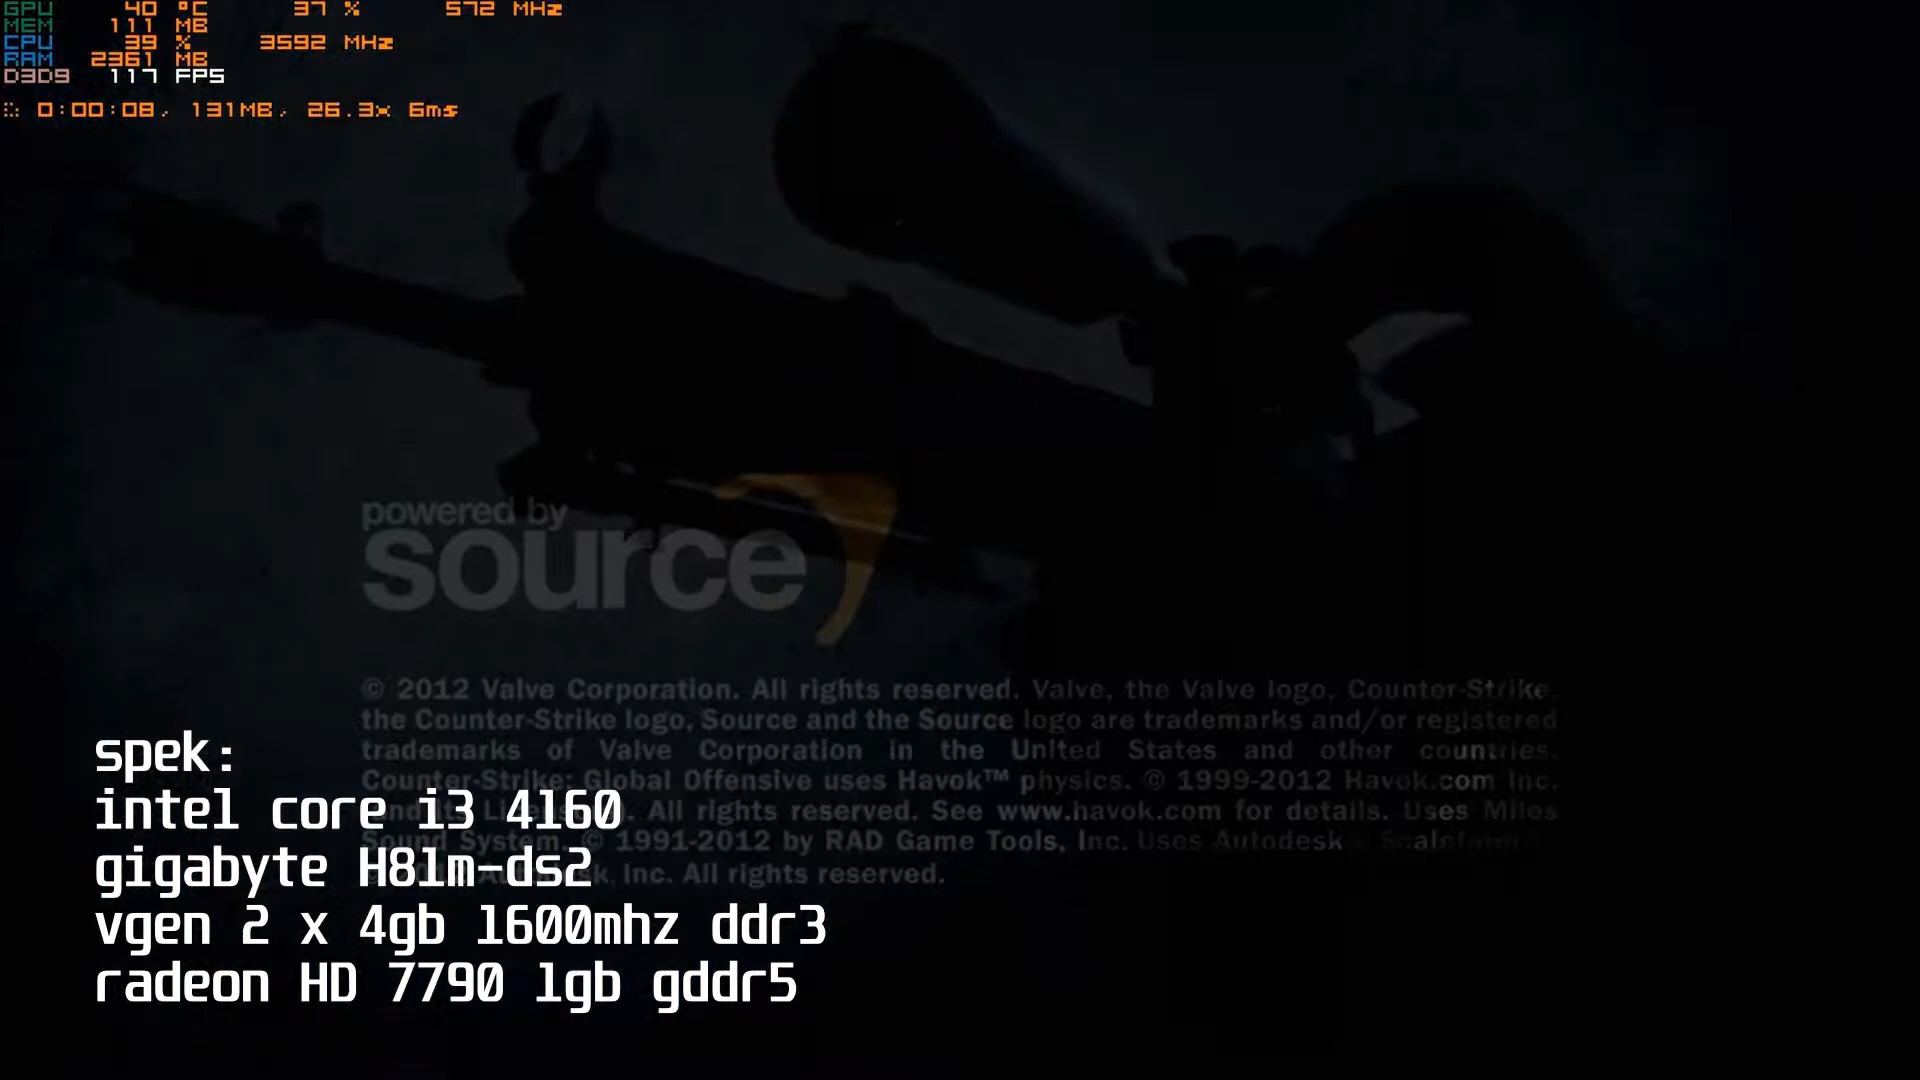 GPU 40 °C 37 % 572 MHz
MEM 111 MB
CPU 39 % 3592 MHz
RAM 2361 MB
D3D9 117 FPS
0:00:08, 131MB, 26.3x 6ms
powered by
source
© 2012 Valve Corporation. All rights reserved. Valve, the Valve logo, Counter-Strike,
the Counter-Strike logo, Source and the Source logo are trademarks and/or registered
trademarks of Valve Corporation in the United States and other countries.
Counter-Strike: Global Offensive uses Havok™ physics. © 1999-2012 Havok.com Inc.
All rights reserved. See www.havok.com for details. Uses Miles
Sound System. © 1991-2012 by RAD Game Tools, Inc. Uses Autodesk Scaleform
Inc. All rights reserved.
spek:
intel core i3 4160
gigabyte H81m-ds2
vgen 2 x 4gb 1600mhz ddr3
radeon HD 7790 1gb gddr5